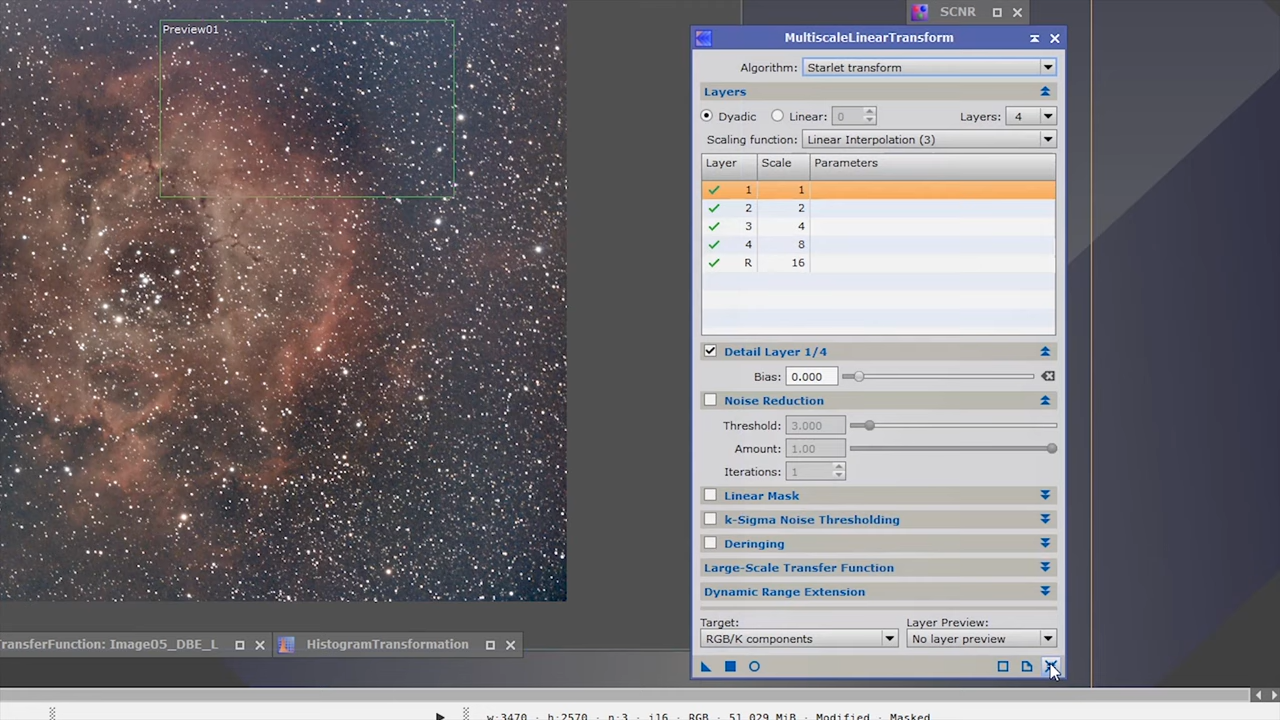 SCNR
Preview01
MultiscaleLinearTransform
Algorithm: Starlet transform
Layers
Dyadic Linear: 0 Layers: 4
Scaling function: Linear Interpolation (3)
Layer Scale Parameters
1 1
2 2
3 4
4 8
R 16
Detail Layer 1/4
Bias: 0.000
Noise Reduction
Threshold: 3.000
Amount: 1.00
Iterations: 1
Linear Mask
k-Sigma Noise Thresholding
Deringing
Large-Scale Transfer Function
Dynamic Range Extension
Target: Layer Preview:
RGB/K components No layer preview
TransferFunction: Image05_DBE_L HistogramTransformation
w:3470 · h:2570 · n:3 · i16 · RGB · 51.029 MiB · Modified · Masked